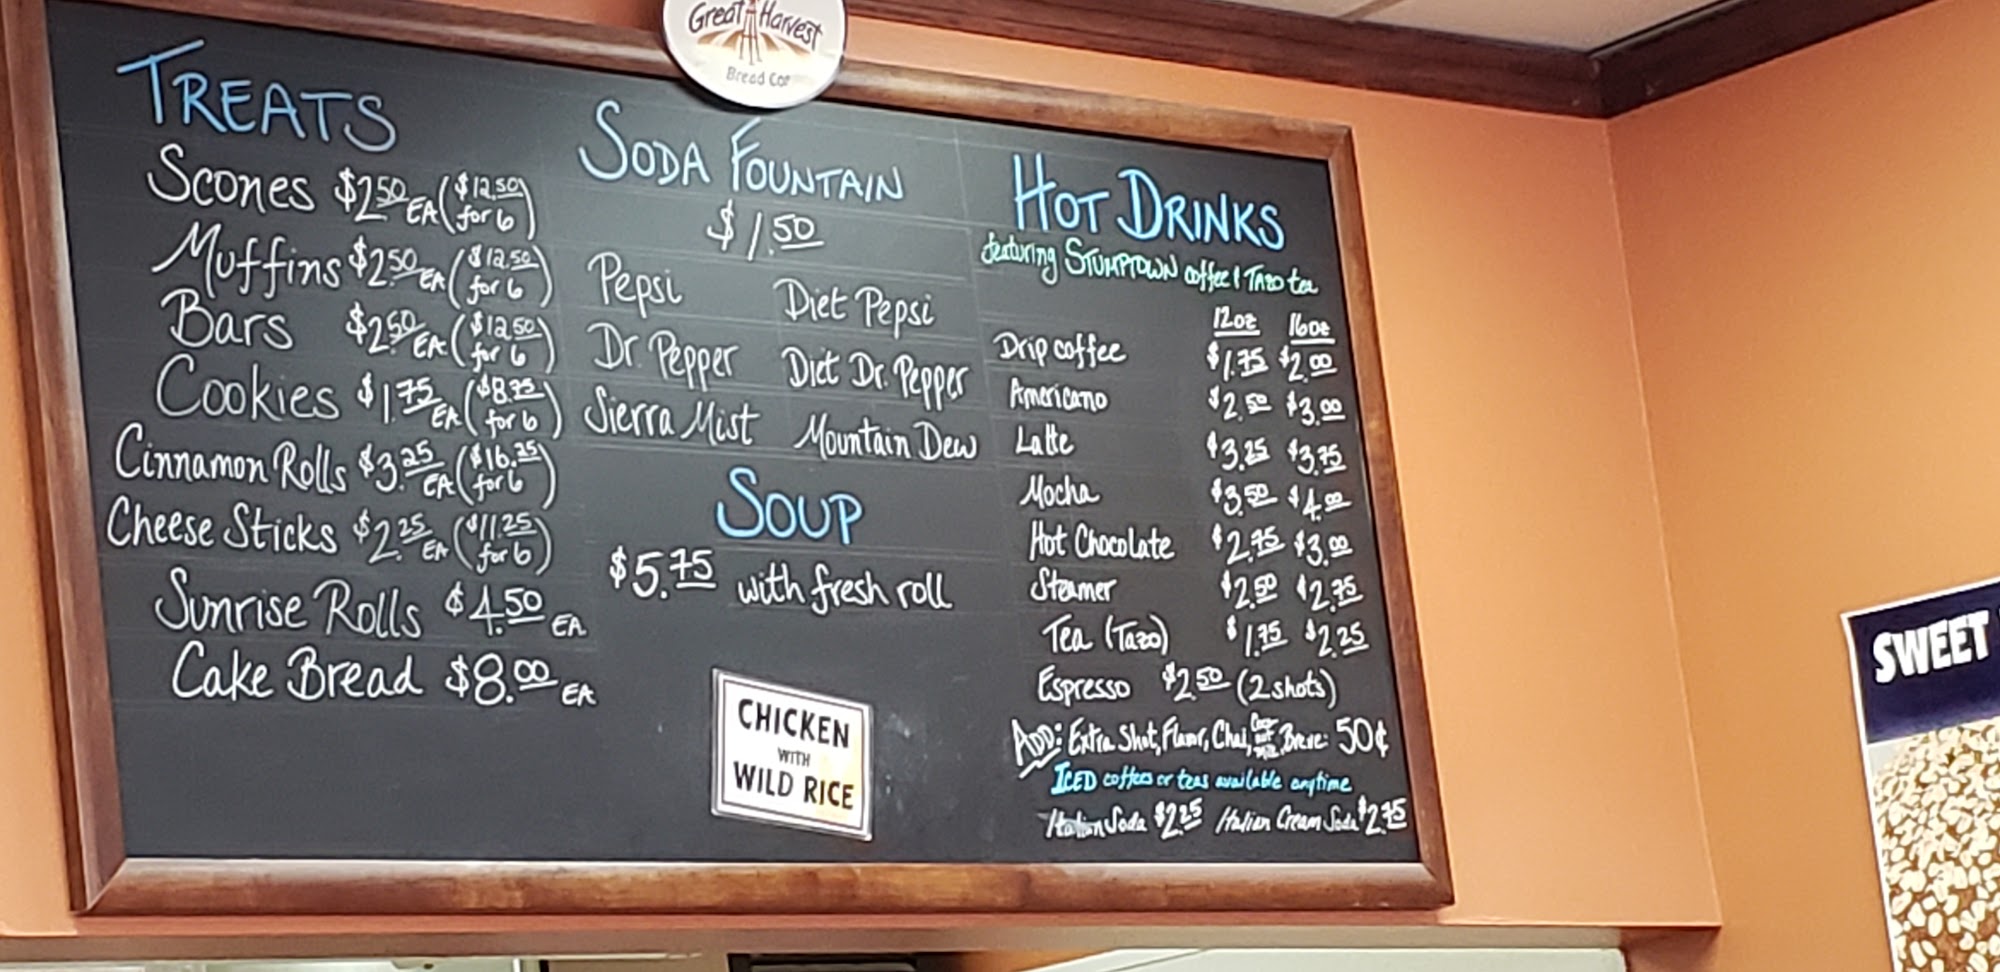 Great Harvest
Bread Co.
TREATS
Scones $2.50 EA ($12.50 for 6)
Muffins $2.50 EA ($12.50 for 6)
Bars $2.50 EA ($12.50 for 6)
Cookies $1.75 EA ($8.75 for 6)
Cinnamon Rolls $3.25 EA ($16.25 for 6)
Cheese Sticks $2.25 EA ($11.25 for 6)
Sunrise Rolls $4.50 EA
Cake Bread $8.00 EA
SODA FOUNTAIN
$1.50
Pepsi Diet Pepsi
Dr. Pepper Diet Dr. Pepper
Sierra Mist Mountain Dew
SOUP
$5.75 with fresh roll
CHICKEN
WITH
WILD RICE
HOT DRINKS
featuring STUMPTOWN coffee & TAZO tea
12oz 16oz
Drip coffee $1.75 $2.00
Americano $2.50 $3.00
Latte $3.25 $3.75
Mocha $3.50 $4.00
Hot Chocolate $2.75 $3.00
Steamer $2.50 $2.75
Tea (Tazo) $1.75 $2.25
Espresso $2.50 (2 shots)
ADD: Extra Shot, Flavor, Chai, Coconut Milk, Breve: 50¢
ICED coffees or teas available anytime
Italian Soda $2.25 Italian Cream Soda $2.75
SWEET